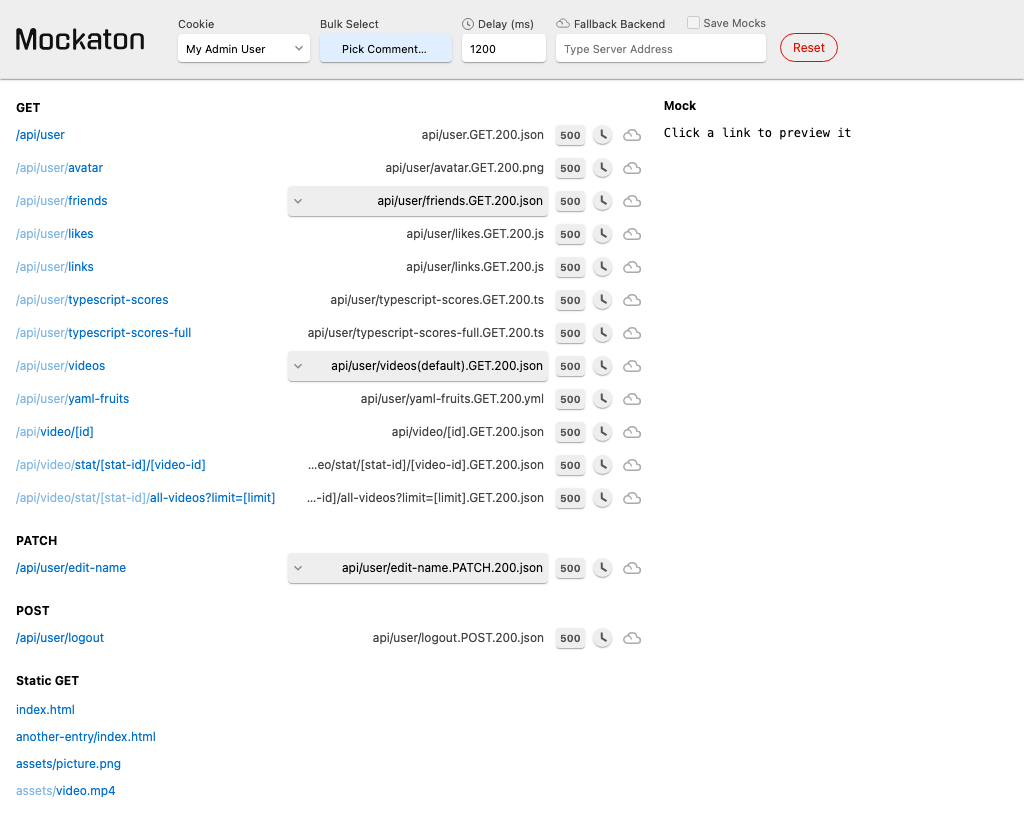 Mockaton
Cookie
My Admin User
Bulk Select
Pick Comment...
Delay (ms)
1200
Fallback Backend
Save Mocks
Type Server Address
Reset
GET
/api/user api/user.GET.200.json 500
/api/user/avatar api/user/avatar.GET.200.png 500
/api/user/friends api/user/friends.GET.200.json 500
/api/user/likes api/user/likes.GET.200.js 500
/api/user/links api/user/links.GET.200.js 500
/api/user/typescript-scores api/user/typescript-scores.GET.200.ts 500
/api/user/typescript-scores-full api/user/typescript-scores-full.GET.200.ts 500
/api/user/videos api/user/videos(default).GET.200.json 500
/api/user/yaml-fruits api/user/yaml-fruits.GET.200.yml 500
/api/video/[id] api/video/[id].GET.200.json 500
/api/video/stat/[stat-id]/[video-id] ...eo/stat/[stat-id]/[video-id].GET.200.json 500
/api/video/stat/[stat-id]/all-videos?limit=[limit] ...-id]/all-videos?limit=[limit].GET.200.json 500
PATCH
/api/user/edit-name api/user/edit-name.PATCH.200.json 500
POST
/api/user/logout api/user/logout.POST.200.json 500
Static GET
index.html
another-entry/index.html
assets/picture.png
assets/video.mp4
Mock
Click a link to preview it